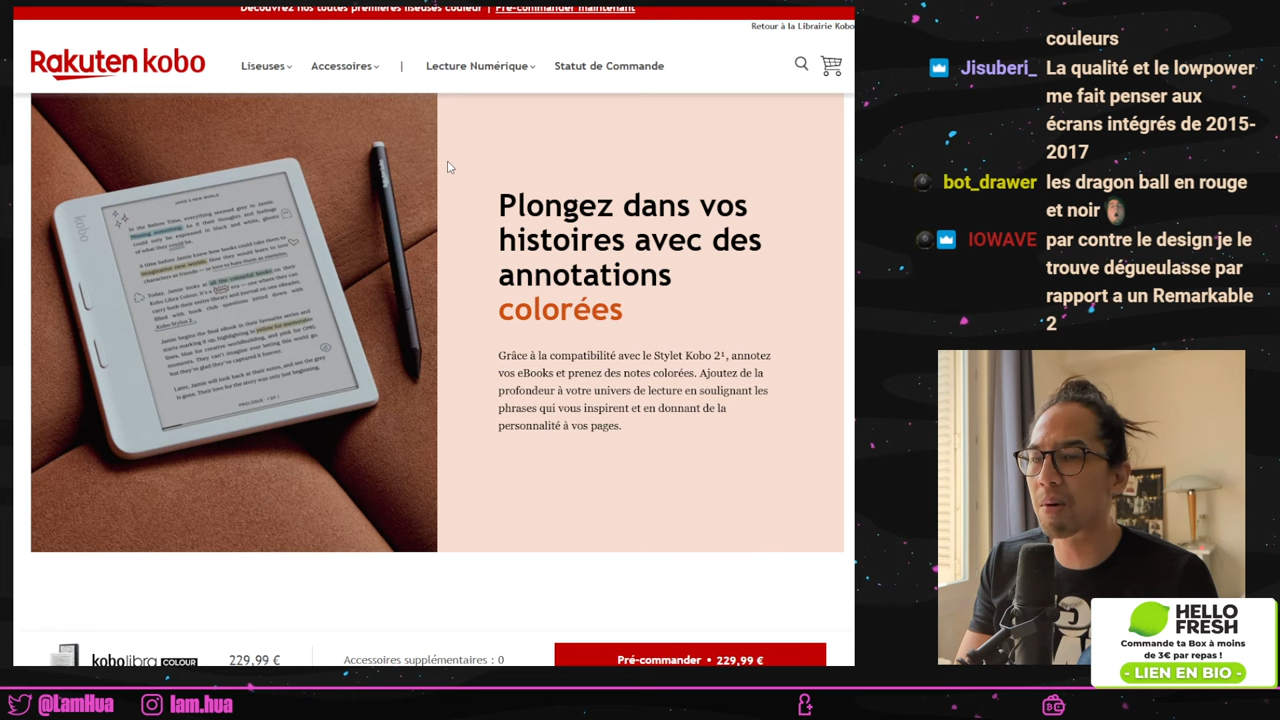 Découvrez nos toutes premières liseuses couleur | Pré-commander maintenant
Retour à la Librairie Kobo
Rakuten kobo
Liseuses
Accessoires
|
Lecture Numérique
Statut de Commande
kobo
Plongez dans vos
histoires avec des
annotations
colorées
Grâce à la compatibilité avec le Stylet Kobo 2¹, annotez
vos eBooks et prenez des notes colorées. Ajoutez de la
profondeur à votre univers de lecture en soulignant les
phrases qui vous inspirent et en donnant de la
personnalité à vos pages.
kobo libra COLOUR
229,99 €
Accessoires supplémentaires : 0
Pré-commander • 229,99 €
couleurs
Jisuberi_ La qualité et le lowpower
me fait penser aux
écrans intégrés de 2015-
2017
bot_drawer les dragon ball en rouge
et noir
IOWAVE par contre le design je le
trouve dégueulasse par
rapport a un Remarkable
2
HELLO
FRESH
Commande ta Box à moins
de 3€ par repas !
- LIEN EN BIO -
@LamHua
lam.hua